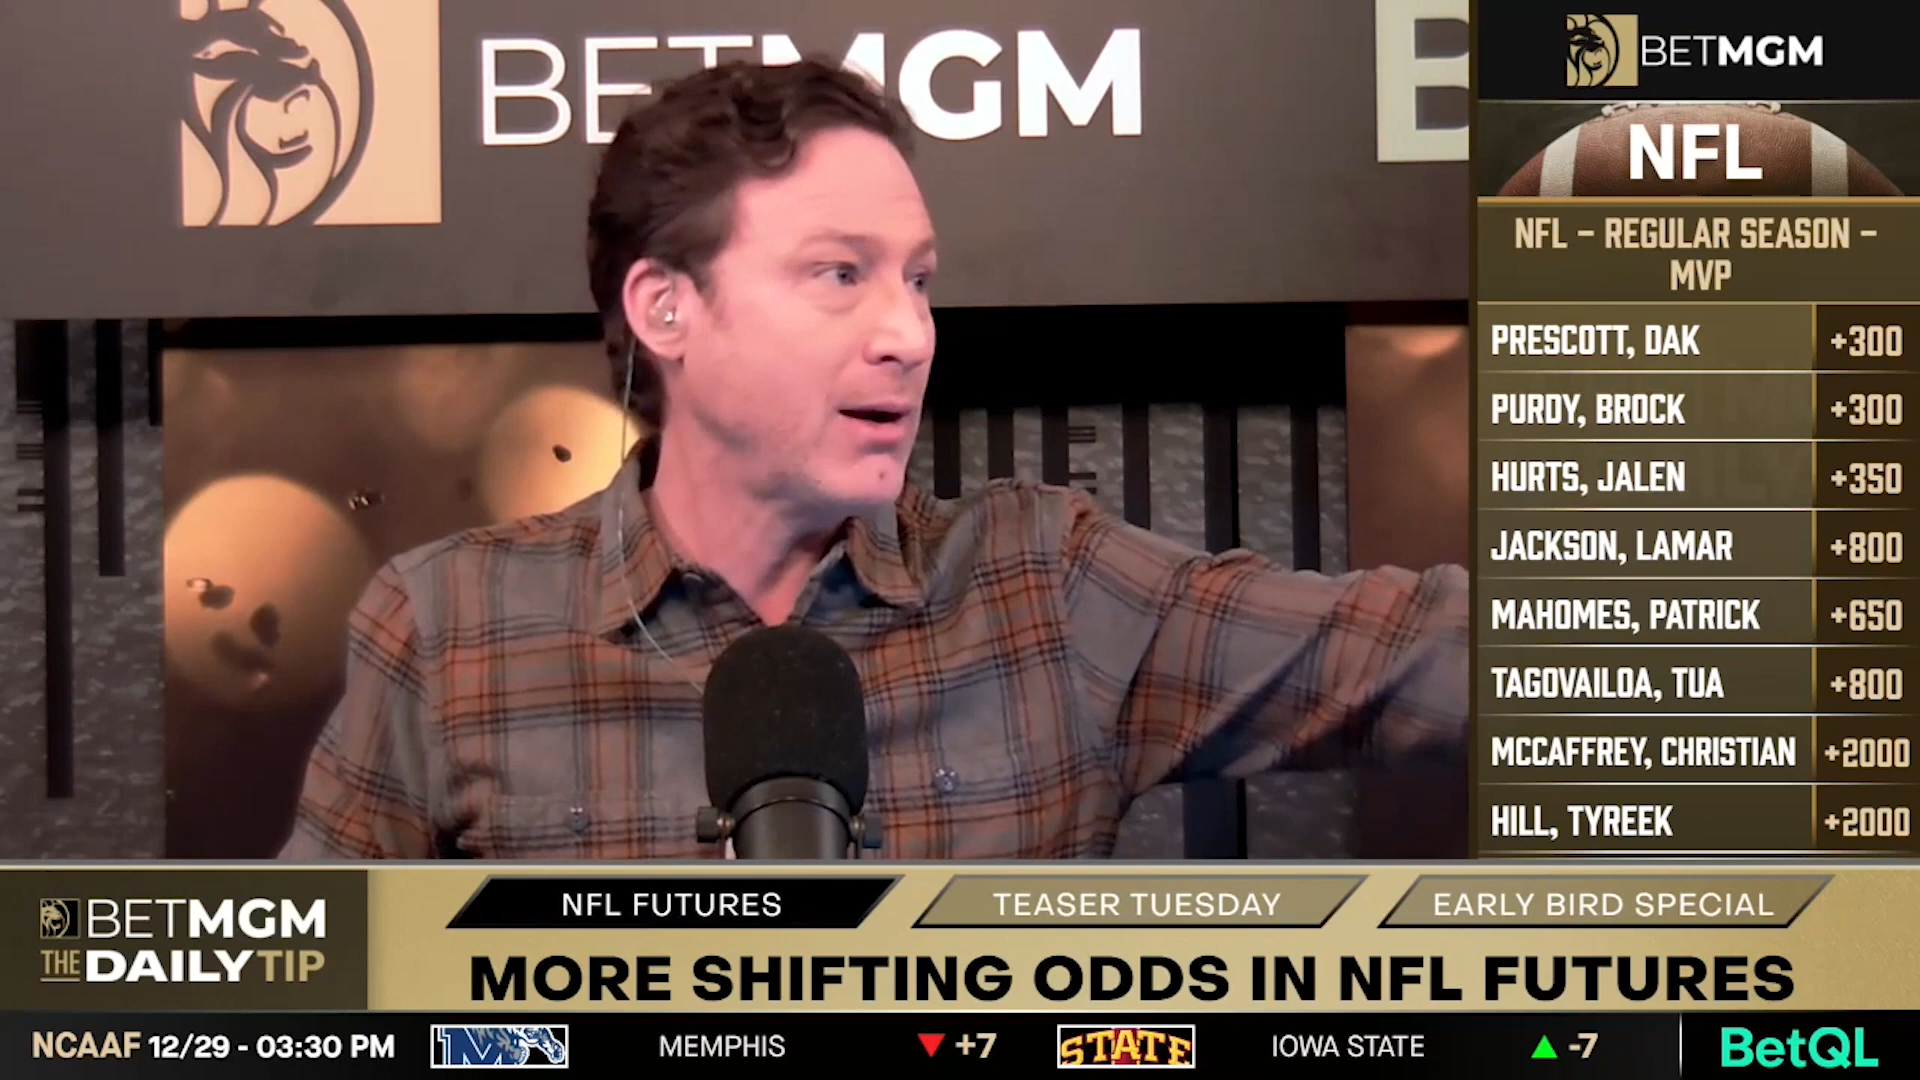 BETMGM
B
BETMGM
NFL
NFL – REGULAR SEASON –
MVP
PRESCOTT, DAK +300
PURDY, BROCK +300
HURTS, JALEN +350
JACKSON, LAMAR +800
MAHOMES, PATRICK +650
TAGOVAILOA, TUA +800
MCCAFFREY, CHRISTIAN +2000
HILL, TYREEK +2000
BETMGM
THE DAILY TIP
NFL FUTURES
TEASER TUESDAY
EARLY BIRD SPECIAL
MORE SHIFTING ODDS IN NFL FUTURES
NCAAF 12/29 - 03:30 PM M MEMPHIS ▼ +7 STATE IOWA STATE ▲ -7 BetQL